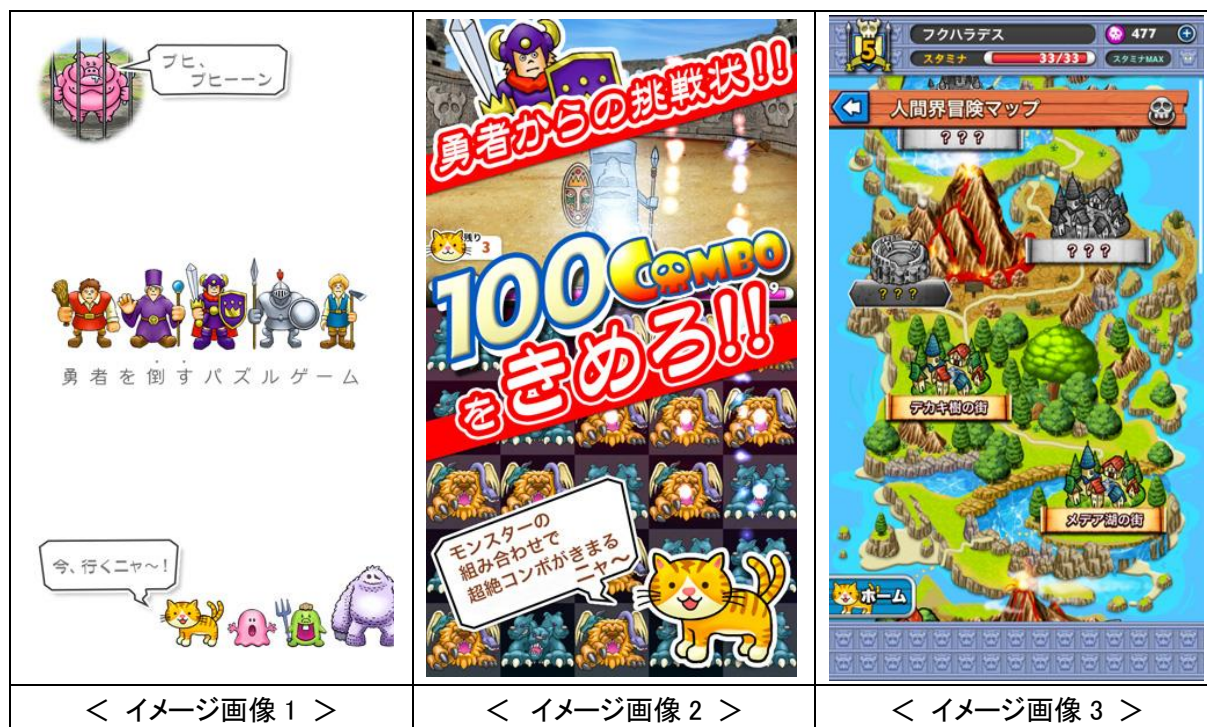 ブヒ、
ブヒーーン
勇者を倒すパズルゲーム
今、行くニャ~!
勇者からの挑戦状!!
残り
3
100COMBO
をきめろ!!
モンスターの
組み合わせで
超絶コンボがきまる
ニャ~
5
フクハラデス
477
スタミナ
33/33
スタミナMAX
人間界冒険マップ
???
???
???
デカキ樹の街
メデア湖の街
ホーム
< イメージ画像 1 >
< イメージ画像 2 >
< イメージ画像 3 >